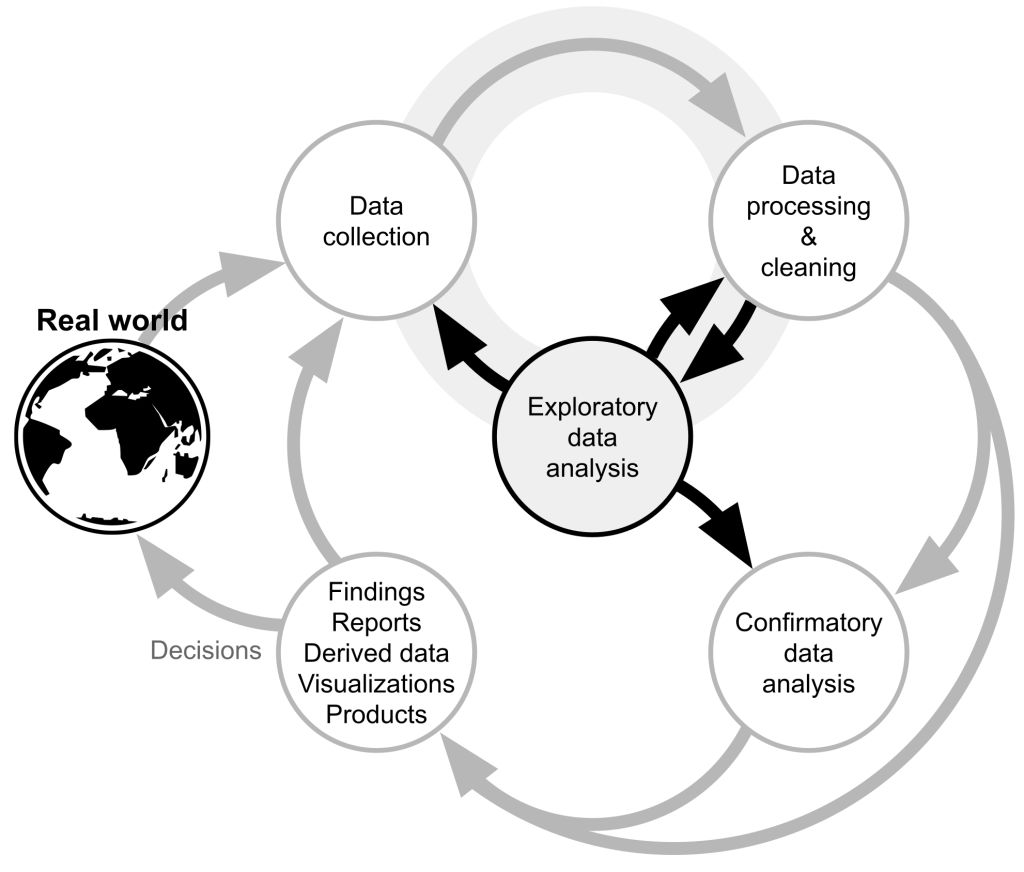 Data
collection
Data
processing
&
cleaning
Real world
Exploratory
data
analysis
Findings
Reports
Derived data
Visualizations
Products
Decisions
Confirmatory
data
analysis